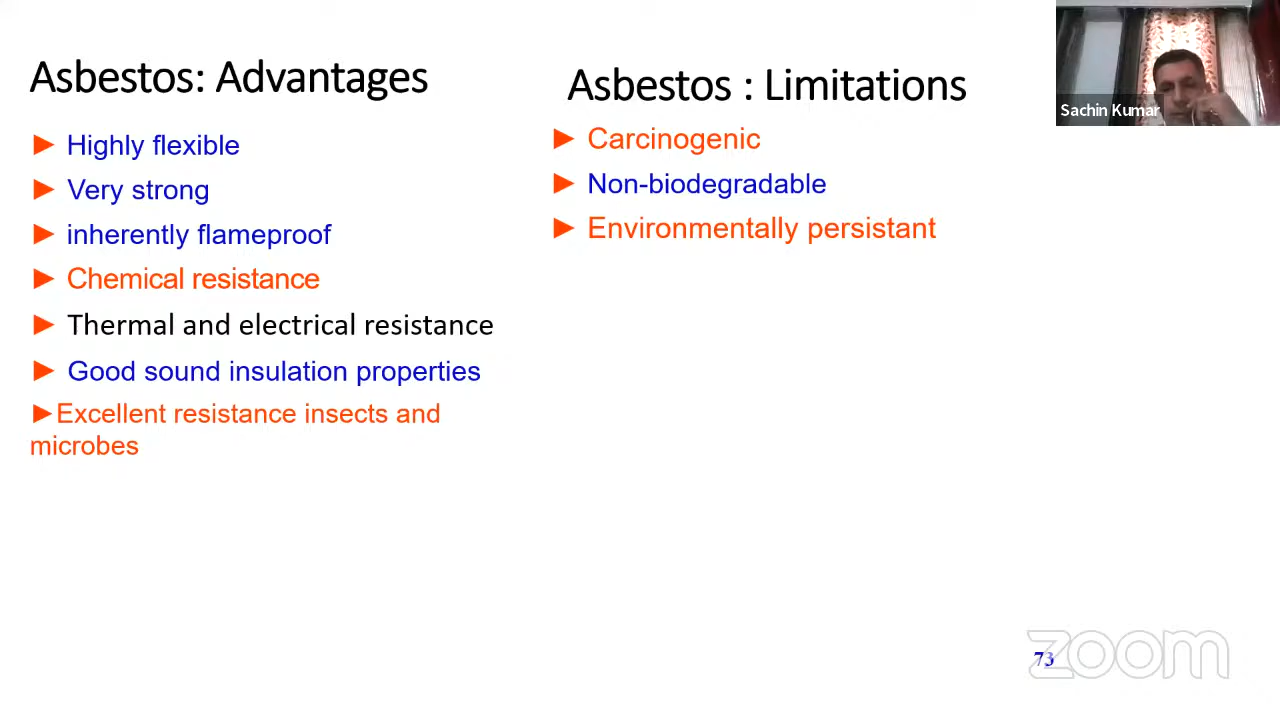 Asbestos: Advantages
► Highly flexible
► Very strong
► inherently flameproof
► Chemical resistance
► Thermal and electrical resistance
► Good sound insulation properties
►Excellent resistance insects and
microbes
Asbestos : Limitations
► Carcinogenic
► Non-biodegradable
► Environmentally persistant
Sachin Kumar
73
zoom